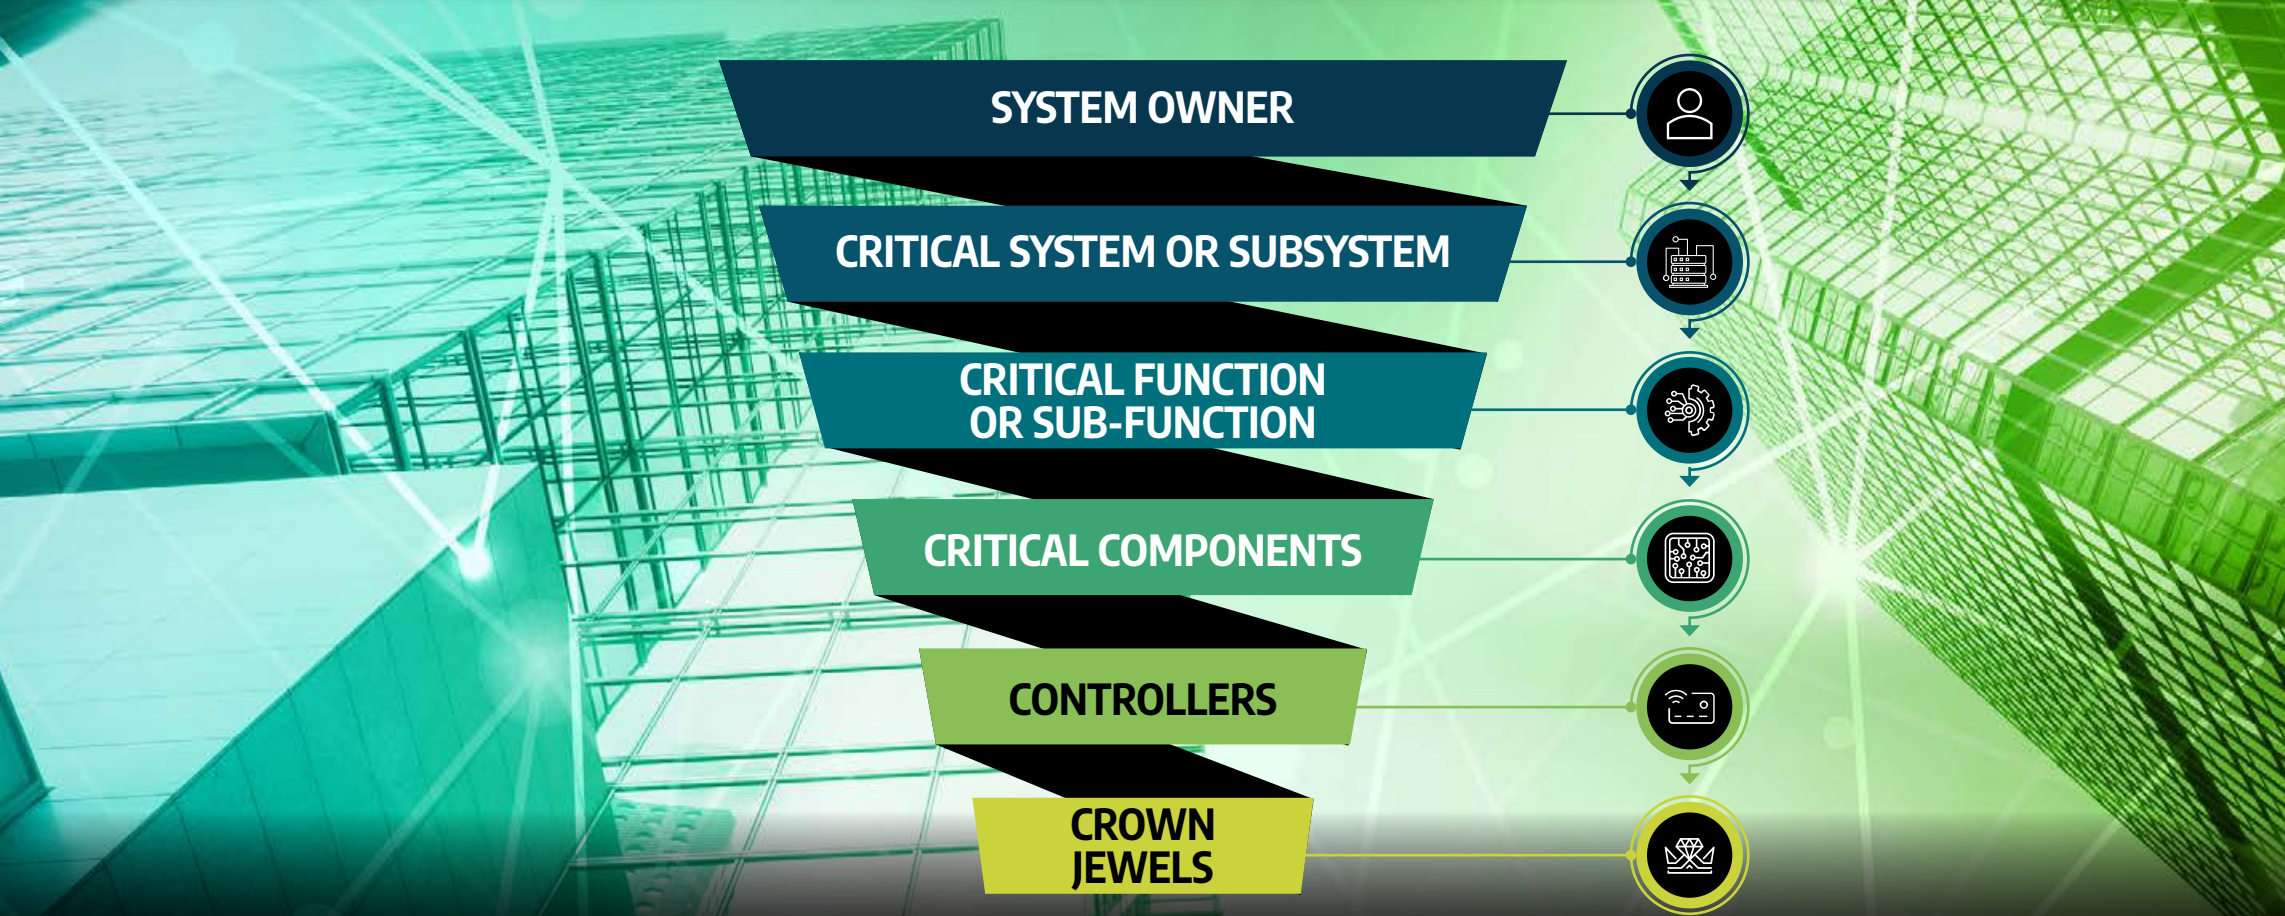 SYSTEM OWNER
CRITICAL SYSTEM OR SUBSYSTEM
CRITICAL FUNCTION
OR SUB-FUNCTION
CRITICAL COMPONENTS
CONTROLLERS
CROWN
JEWELS